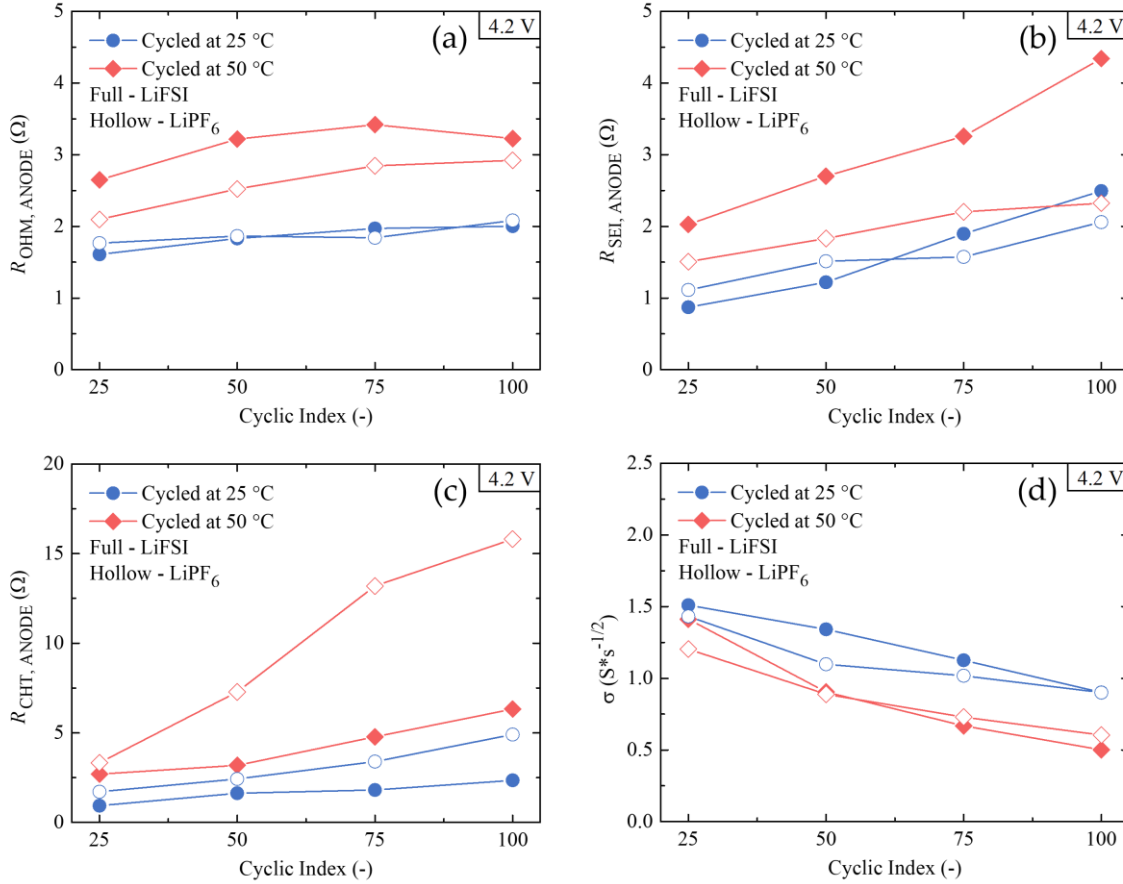 (a)
4.2 V
Cycled at 25 °C
Cycled at 50 °C
Full - LiFSI
Hollow - LiPF6
R OHM, ANODE (Ω)
5
4
3
2
1
0
25 50 75 100
Cyclic Index (-)
(b)
4.2 V
Cycled at 25 °C
Cycled at 50 °C
Full - LiFSI
Hollow - LiPF6
R SEI, ANODE (Ω)
5
4
3
2
1
0
25 50 75 100
Cyclic Index (-)
(c)
4.2 V
Cycled at 25 °C
Cycled at 50 °C
Full - LiFSI
Hollow - LiPF6
R CHT, ANODE (Ω)
20
15
10
5
0
25 50 75 100
Cyclic Index (-)
(d)
4.2 V
Cycled at 25 °C
Cycled at 50 °C
Full - LiFSI
Hollow - LiPF6
σ (S*s-1/2)
2.5
2.0
1.5
1.0
0.5
0.0
25 50 75 100
Cyclic Index (-)